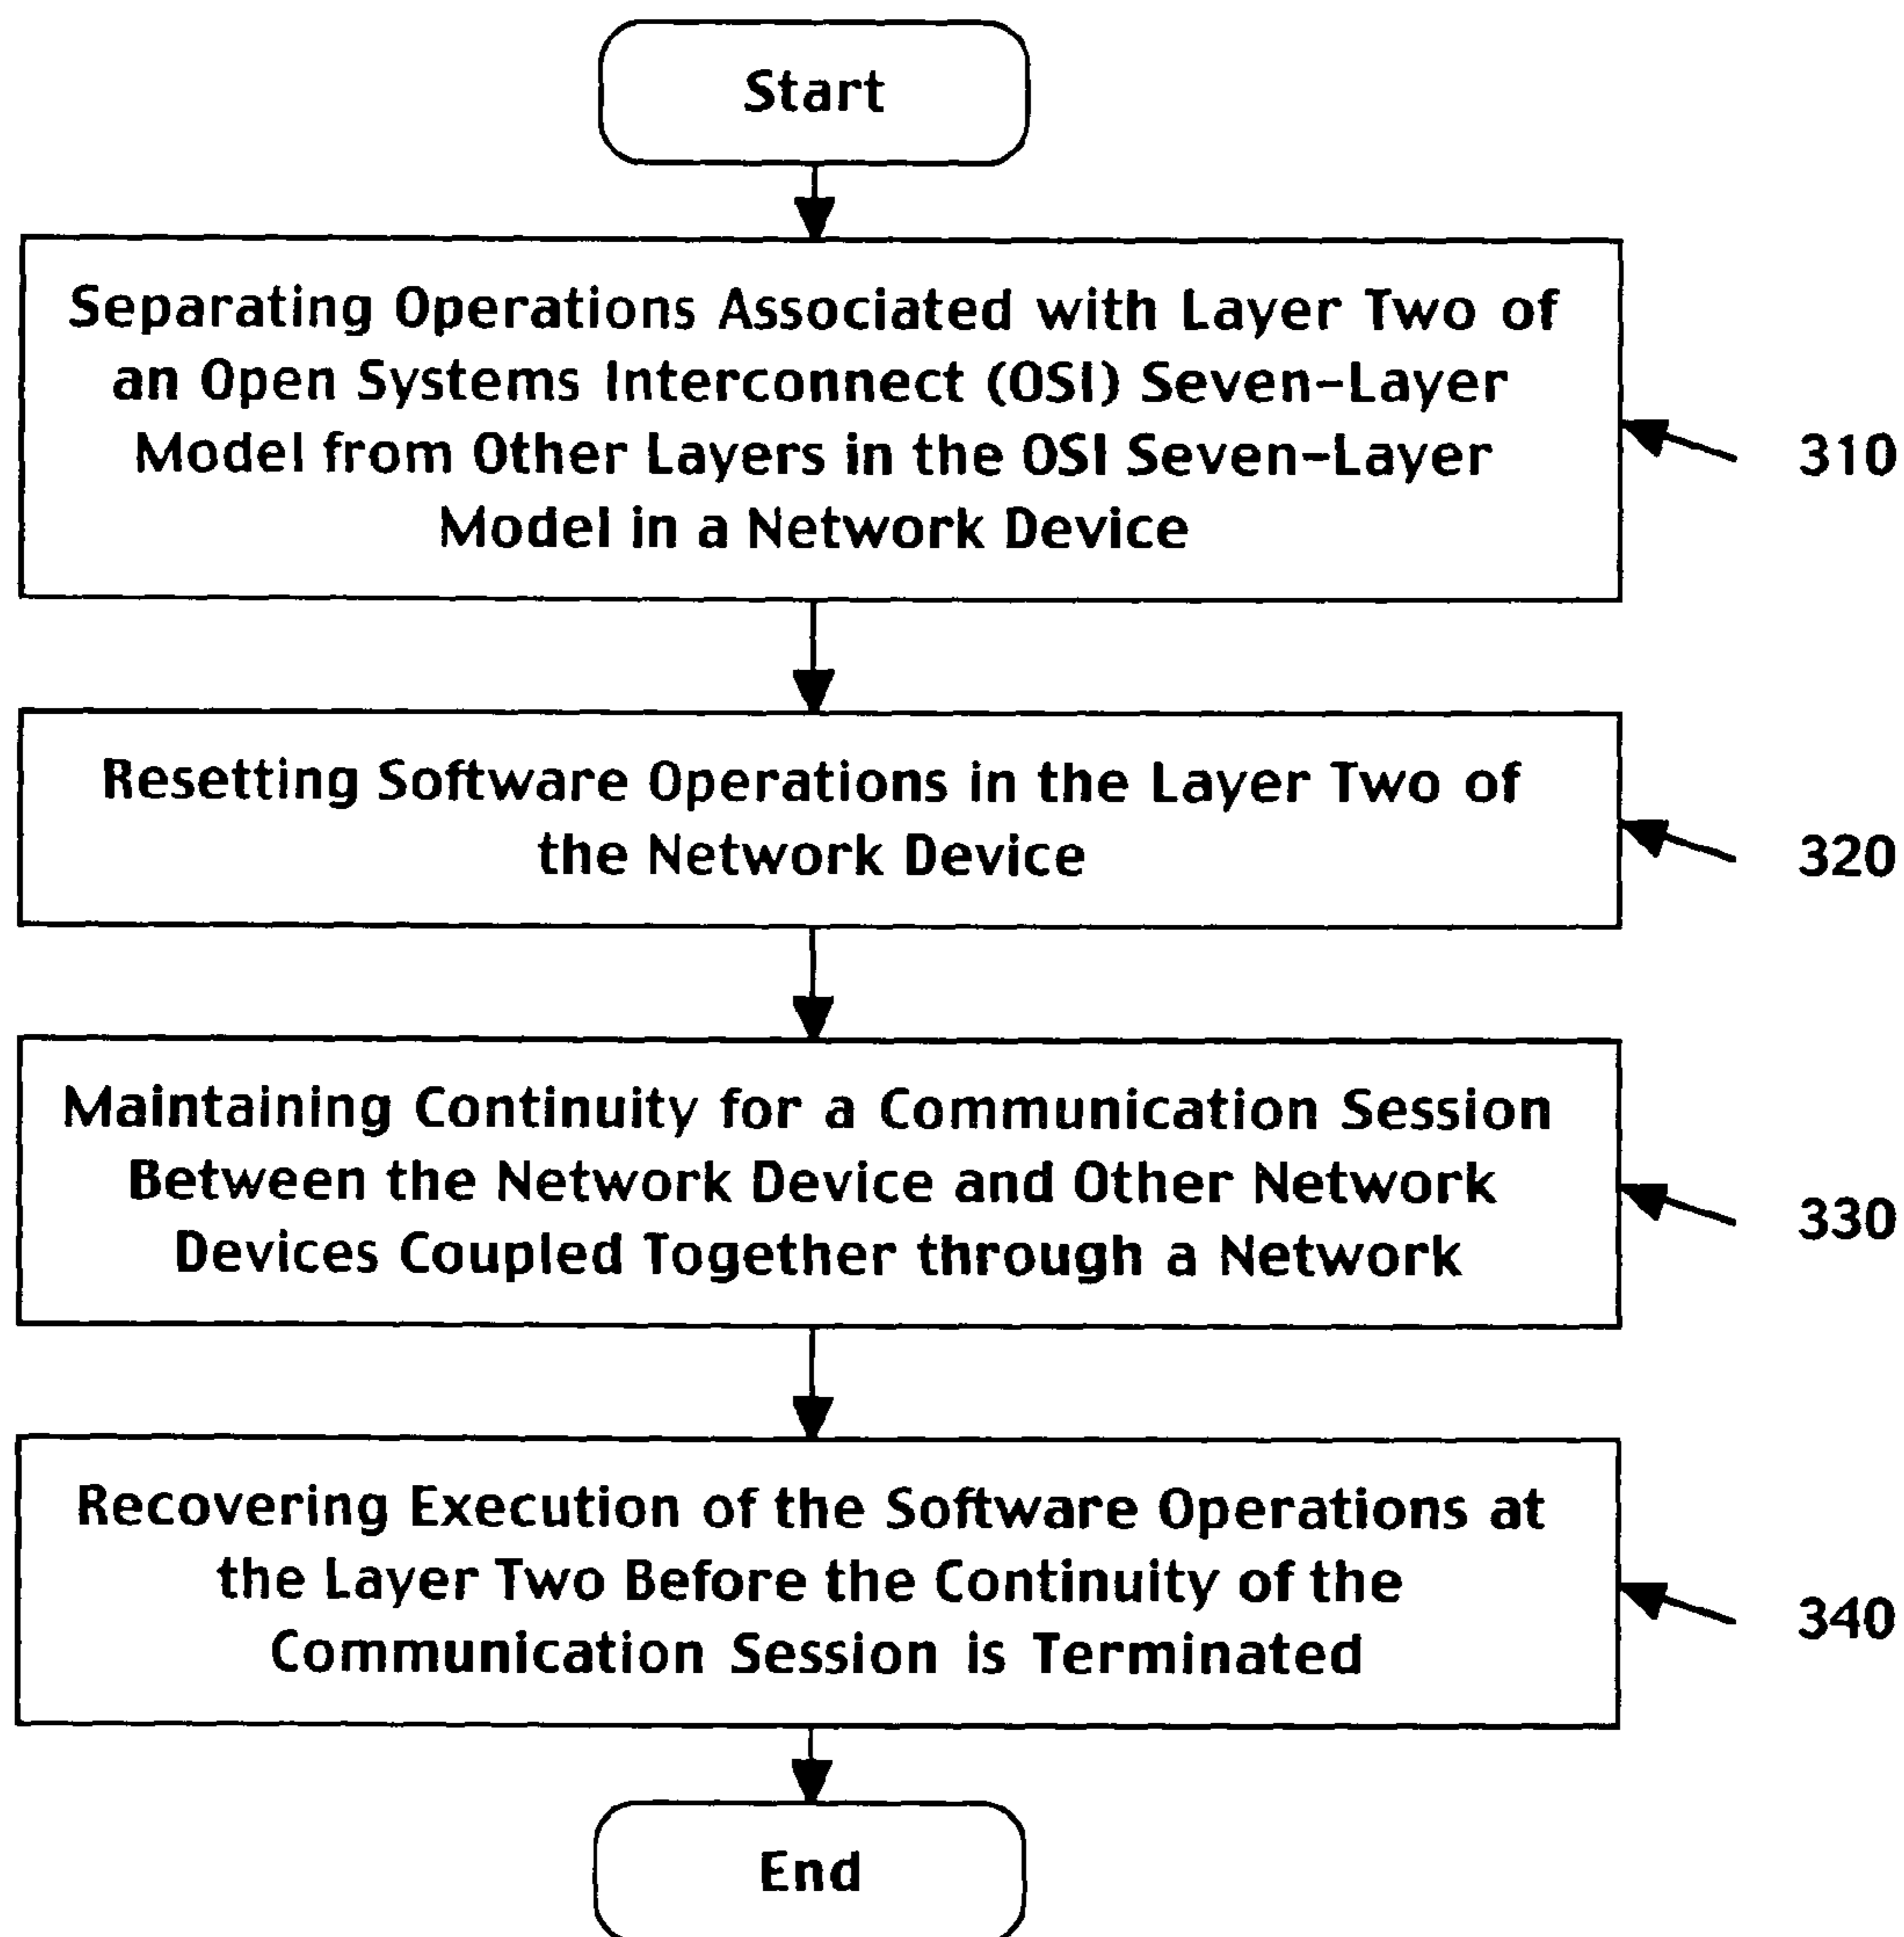 Start
Separating Operations Associated with Layer Two of
an Open Systems Interconnect (OSI) Seven-Layer
Model from Other Layers in the OSI Seven-Layer
Model in a Network Device
310
Resetting Software Operations in the Layer Two of
the Network Device
320
Maintaining Continuity for a Communication Session
Between the Network Device and Other Network
Devices Coupled Together through a Network
330
Recovering Execution of the Software Operations at
the Layer Two Before the Continuity of the
Communication Session is Terminated
340
End